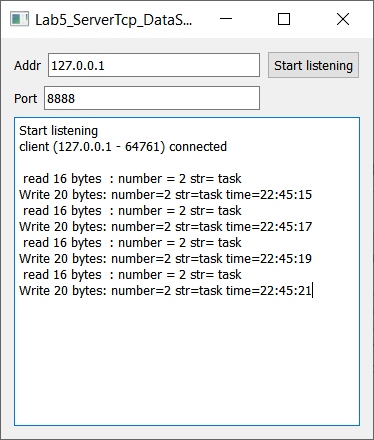 Lab5_ServerTcp_DataS...
Addr 127.0.0.1 Start listening
Port 8888
Start listening
client (127.0.0.1 - 64761) connected
read 16 bytes  : number = 2 str= task
Write 20 bytes: number=2 str=task time=22:45:15
read 16 bytes  : number = 2 str= task
Write 20 bytes: number=2 str=task time=22:45:17
read 16 bytes  : number = 2 str= task
Write 20 bytes: number=2 str=task time=22:45:19
read 16 bytes  : number = 2 str= task
Write 20 bytes: number=2 str=task time=22:45:21